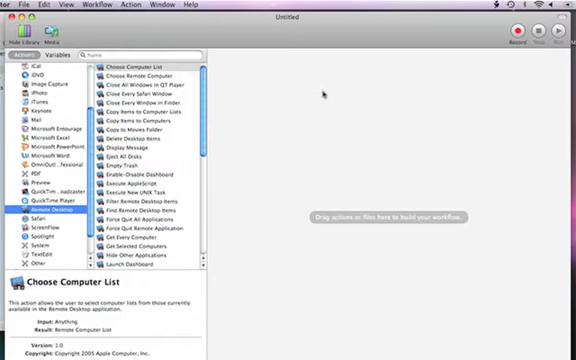 File Edit View Workflow Action Window Help
Untitled
Hide Library Media Record Stop Run
Actions Variables
iCal
iDVD
Image Capture
iPhoto
iTunes
Keynote
Mail
Microsoft Entourage
Microsoft Excel
Microsoft PowerPoint
Microsoft Word
OmniOutl...fessional
PDF
Preview
QuickTim...oadcaster
QuickTime Player
Remote Desktop
Safari
ScreenFlow
Spotlight
System
TextEdit
Other
Choose Computer List
Choose Remote Computer
Close All Windows in QT Player
Close Every Safari Window
Close Every Window in Finder
Copy Items to Computer Lists
Copy Items to Computers
Copy to Movies Folder
Delete Desktop Items
Display Message
Eject All Disks
Empty Trash
Enable-Disable Dashboard
Execute AppleScript
Execute New UNIX Task
Filter Remote Desktop Items
Find Remote Desktop Items
Force Quit All Applications
Force Quit Remote Application
Get Every Computer
Get Selected Computers
Hide Other Applications
Launch Dashboard
Drag actions or files here to build your workflow.
Choose Computer List
This action allows the user to select computer lists from those currently
available in the Remote Desktop application.
Input: Anything
Result: Remote Computer List
Version: 1.0
Copyright: Copyright 2005 Apple Computer, Inc.